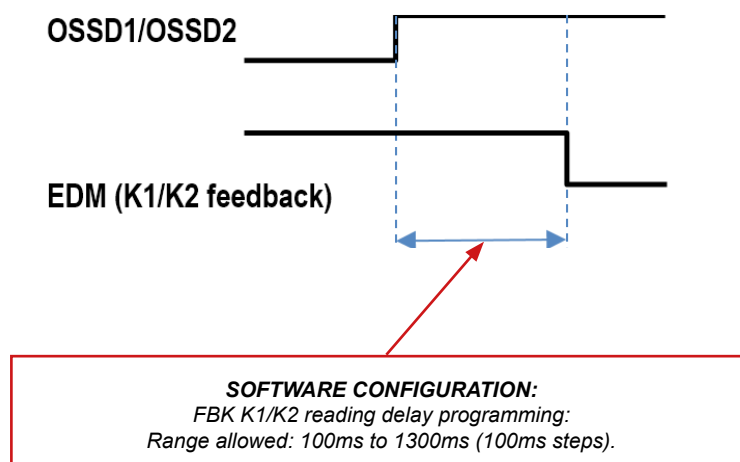 OSSD1/OSSD2
EDM (K1/K2 feedback)
SOFTWARE CONFIGURATION:
FBK K1/K2 reading delay programming:
Range allowed: 100ms to 1300ms (100ms steps).